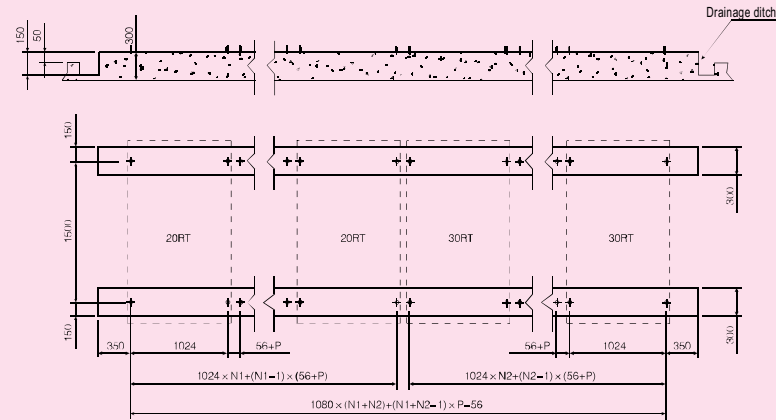 Drainage ditch
150
50
300
150
1500
150
300
300
20RT
20RT
30RT
30RT
350
1024
56+P
56+P
1024
350
1024 × N1+(N1−1) × (56+P)
1024 × N2+(N2−1) × (56+P)
1080 × (N1+N2)+(N1+N2−1) × P−56